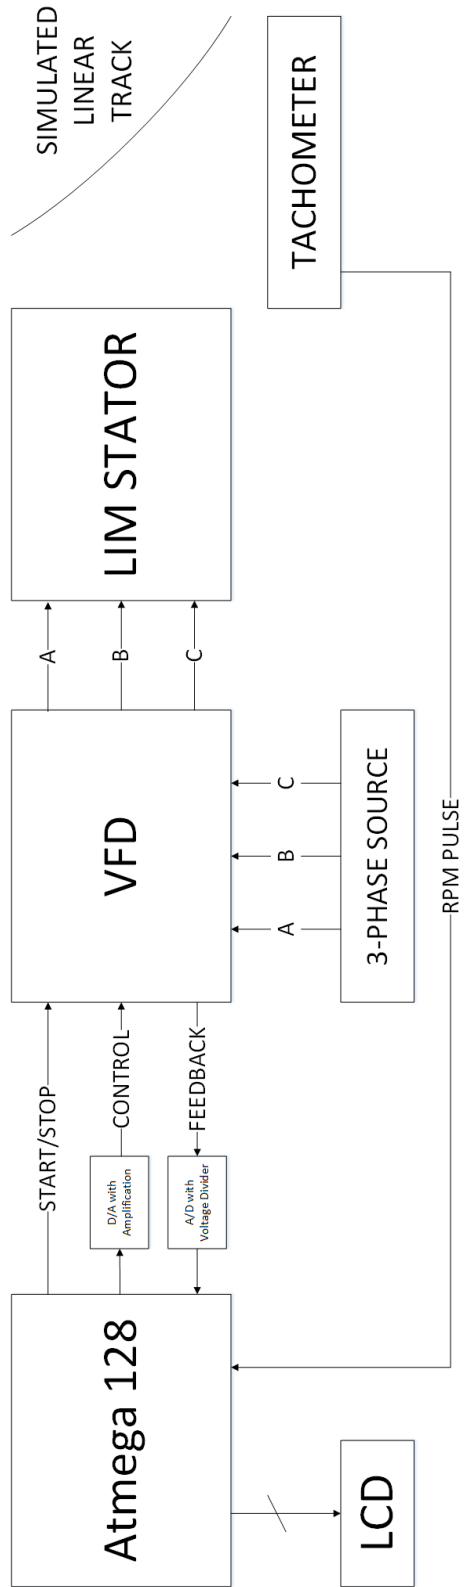 Atmega 128
START/STOP
D/A with
Amplification
CONTROL
A/D with
Voltage Divider
FEEDBACK
LCD
VFD
A
B
C
3-PHASE SOURCE
A
B
C
LIM STATOR
SIMULATED
LINEAR
TRACK
TACHOMETER
RPM PULSE